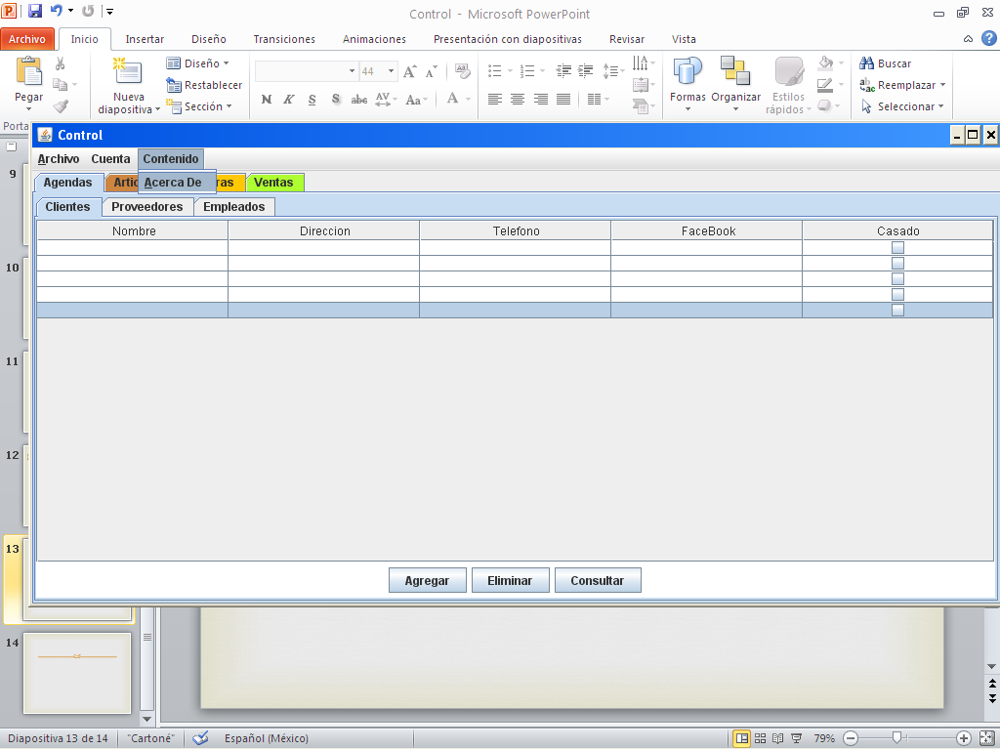 Control - Microsoft PowerPoint
Archivo Inicio Insertar Diseño Transiciones Animaciones Presentación con diapositivas Revisar Vista
Pegar
Nueva diapositiva
Diseño
Restablecer
Sección
44
N K S S abc AV Aa A
Formas Organizar Estilos rápidos
Buscar
Reemplazar
Seleccionar
Porta
Control
Archivo Cuenta Contenido
Agendas Artic Acerca De ras Ventas
Clientes Proveedores Empleados
Nombre Direccion Telefono FaceBook Casado
9
10
11
12
13
14
Agregar Eliminar Consultar
Diapositiva 13 de 14 "Cartoné" Español (México) 79%